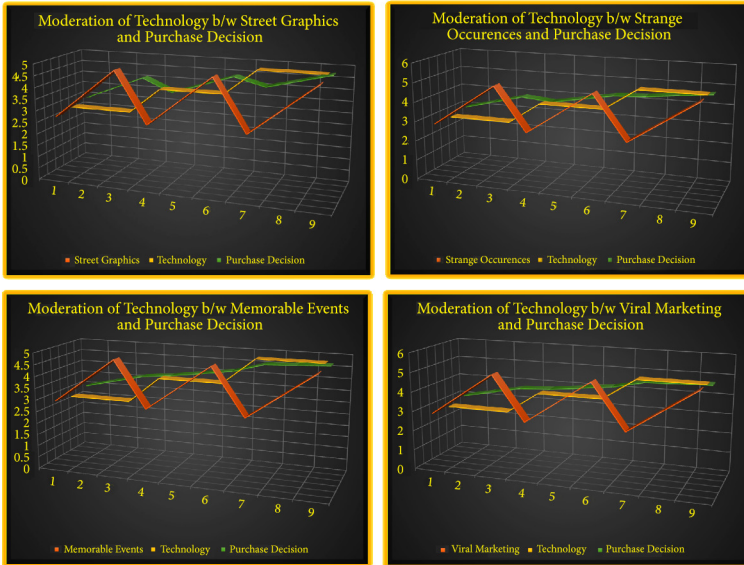 Moderation of Technology b/w Street Graphics
and Purchase Decision
5
4.5
4
3.5
3
2.5
2
1.5
1
0.5
0
1 2 3 4 5 6 7 8 9
Street Graphics Technology Purchase Decision
Moderation of Technology b/w Strange
Occurences and Purchase Decision
6
5
4
3
2
1
0
1 2 3 4 5 6 7 8 9
Strange Occurences Technology Purchase Decision
Moderation of Technology b/w Memorable Events
and Purchase Decision
5
4.5
4
3.5
3
2.5
2
1.5
1
0.5
0
1 2 3 4 5 6 7 8 9
Memorable Events Technology Purchase Decision
Moderation of Technology b/w Viral Marketing
and Purchase Decision
6
5
4
3
2
1
0
1 2 3 4 5 6 7 8 9
Viral Marketing Technology Purchase Decision